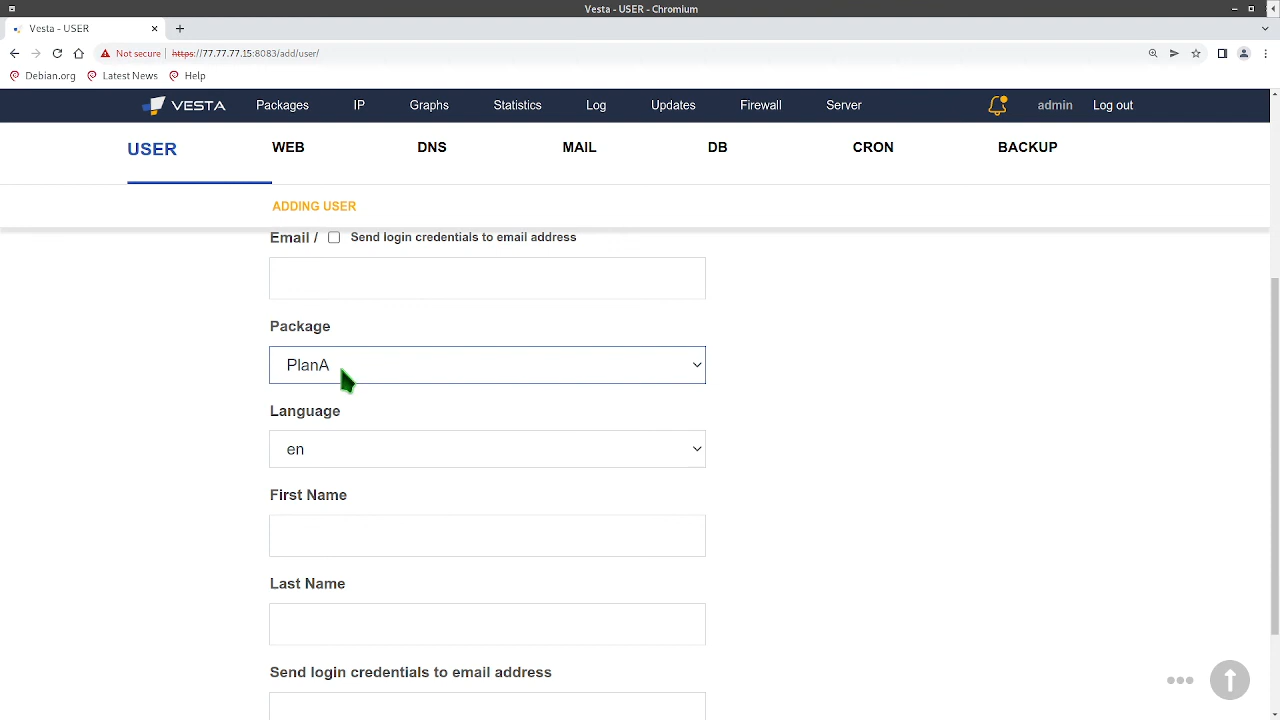 Vesta - USER - Chromium
Vesta - USER
Not secure https://77.77.77.15:8083/add/user/
Debian.org Latest News Help
VESTA Packages IP Graphs Statistics Log Updates Firewall Server admin Log out
USER WEB DNS MAIL DB CRON BACKUP
ADDING USER
Email / Send login credentials to email address
Package
PlanA
Language
en
First Name
Last Name
Send login credentials to email address